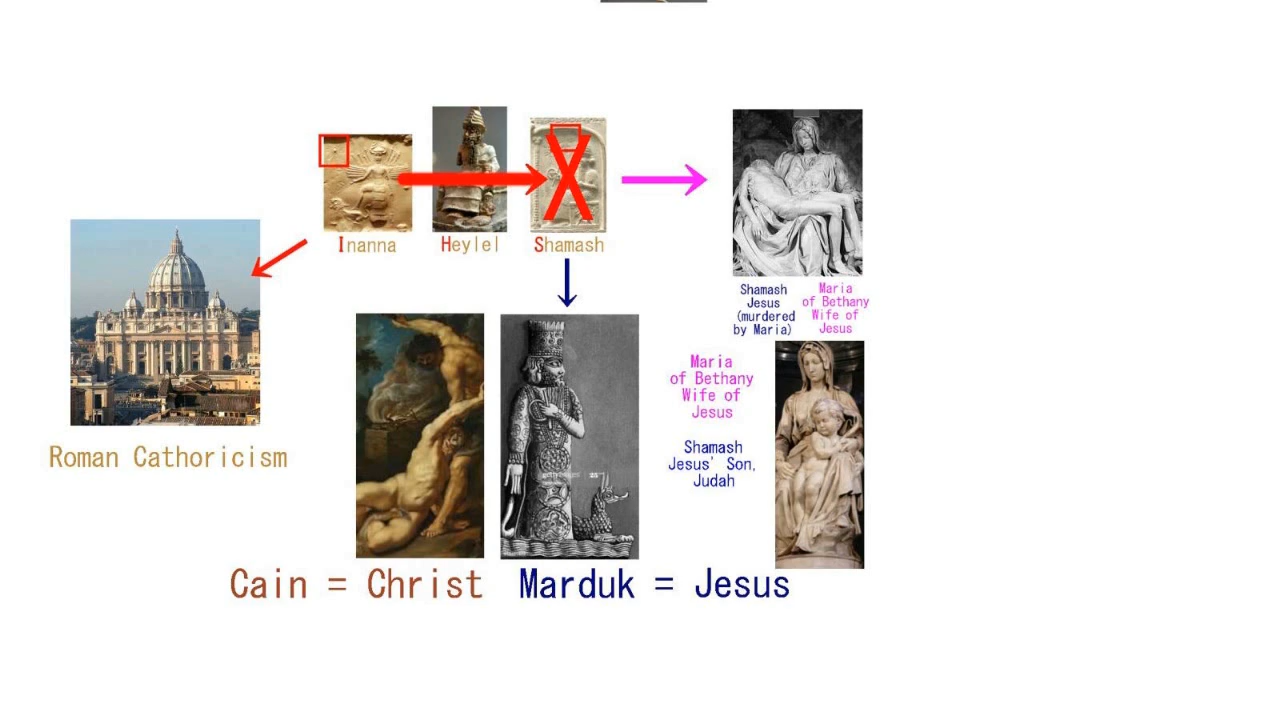 Inanna
Heylel
Shamash
Shamash
Jesus
(murdered
by Maria)
Maria
of Bethany
Wife of
Jesus
Roman Cathoricism
Maria
of Bethany
Wife of
Jesus
Shamash
Jesus' Son,
Judah
Cain = Christ
Marduk = Jesus